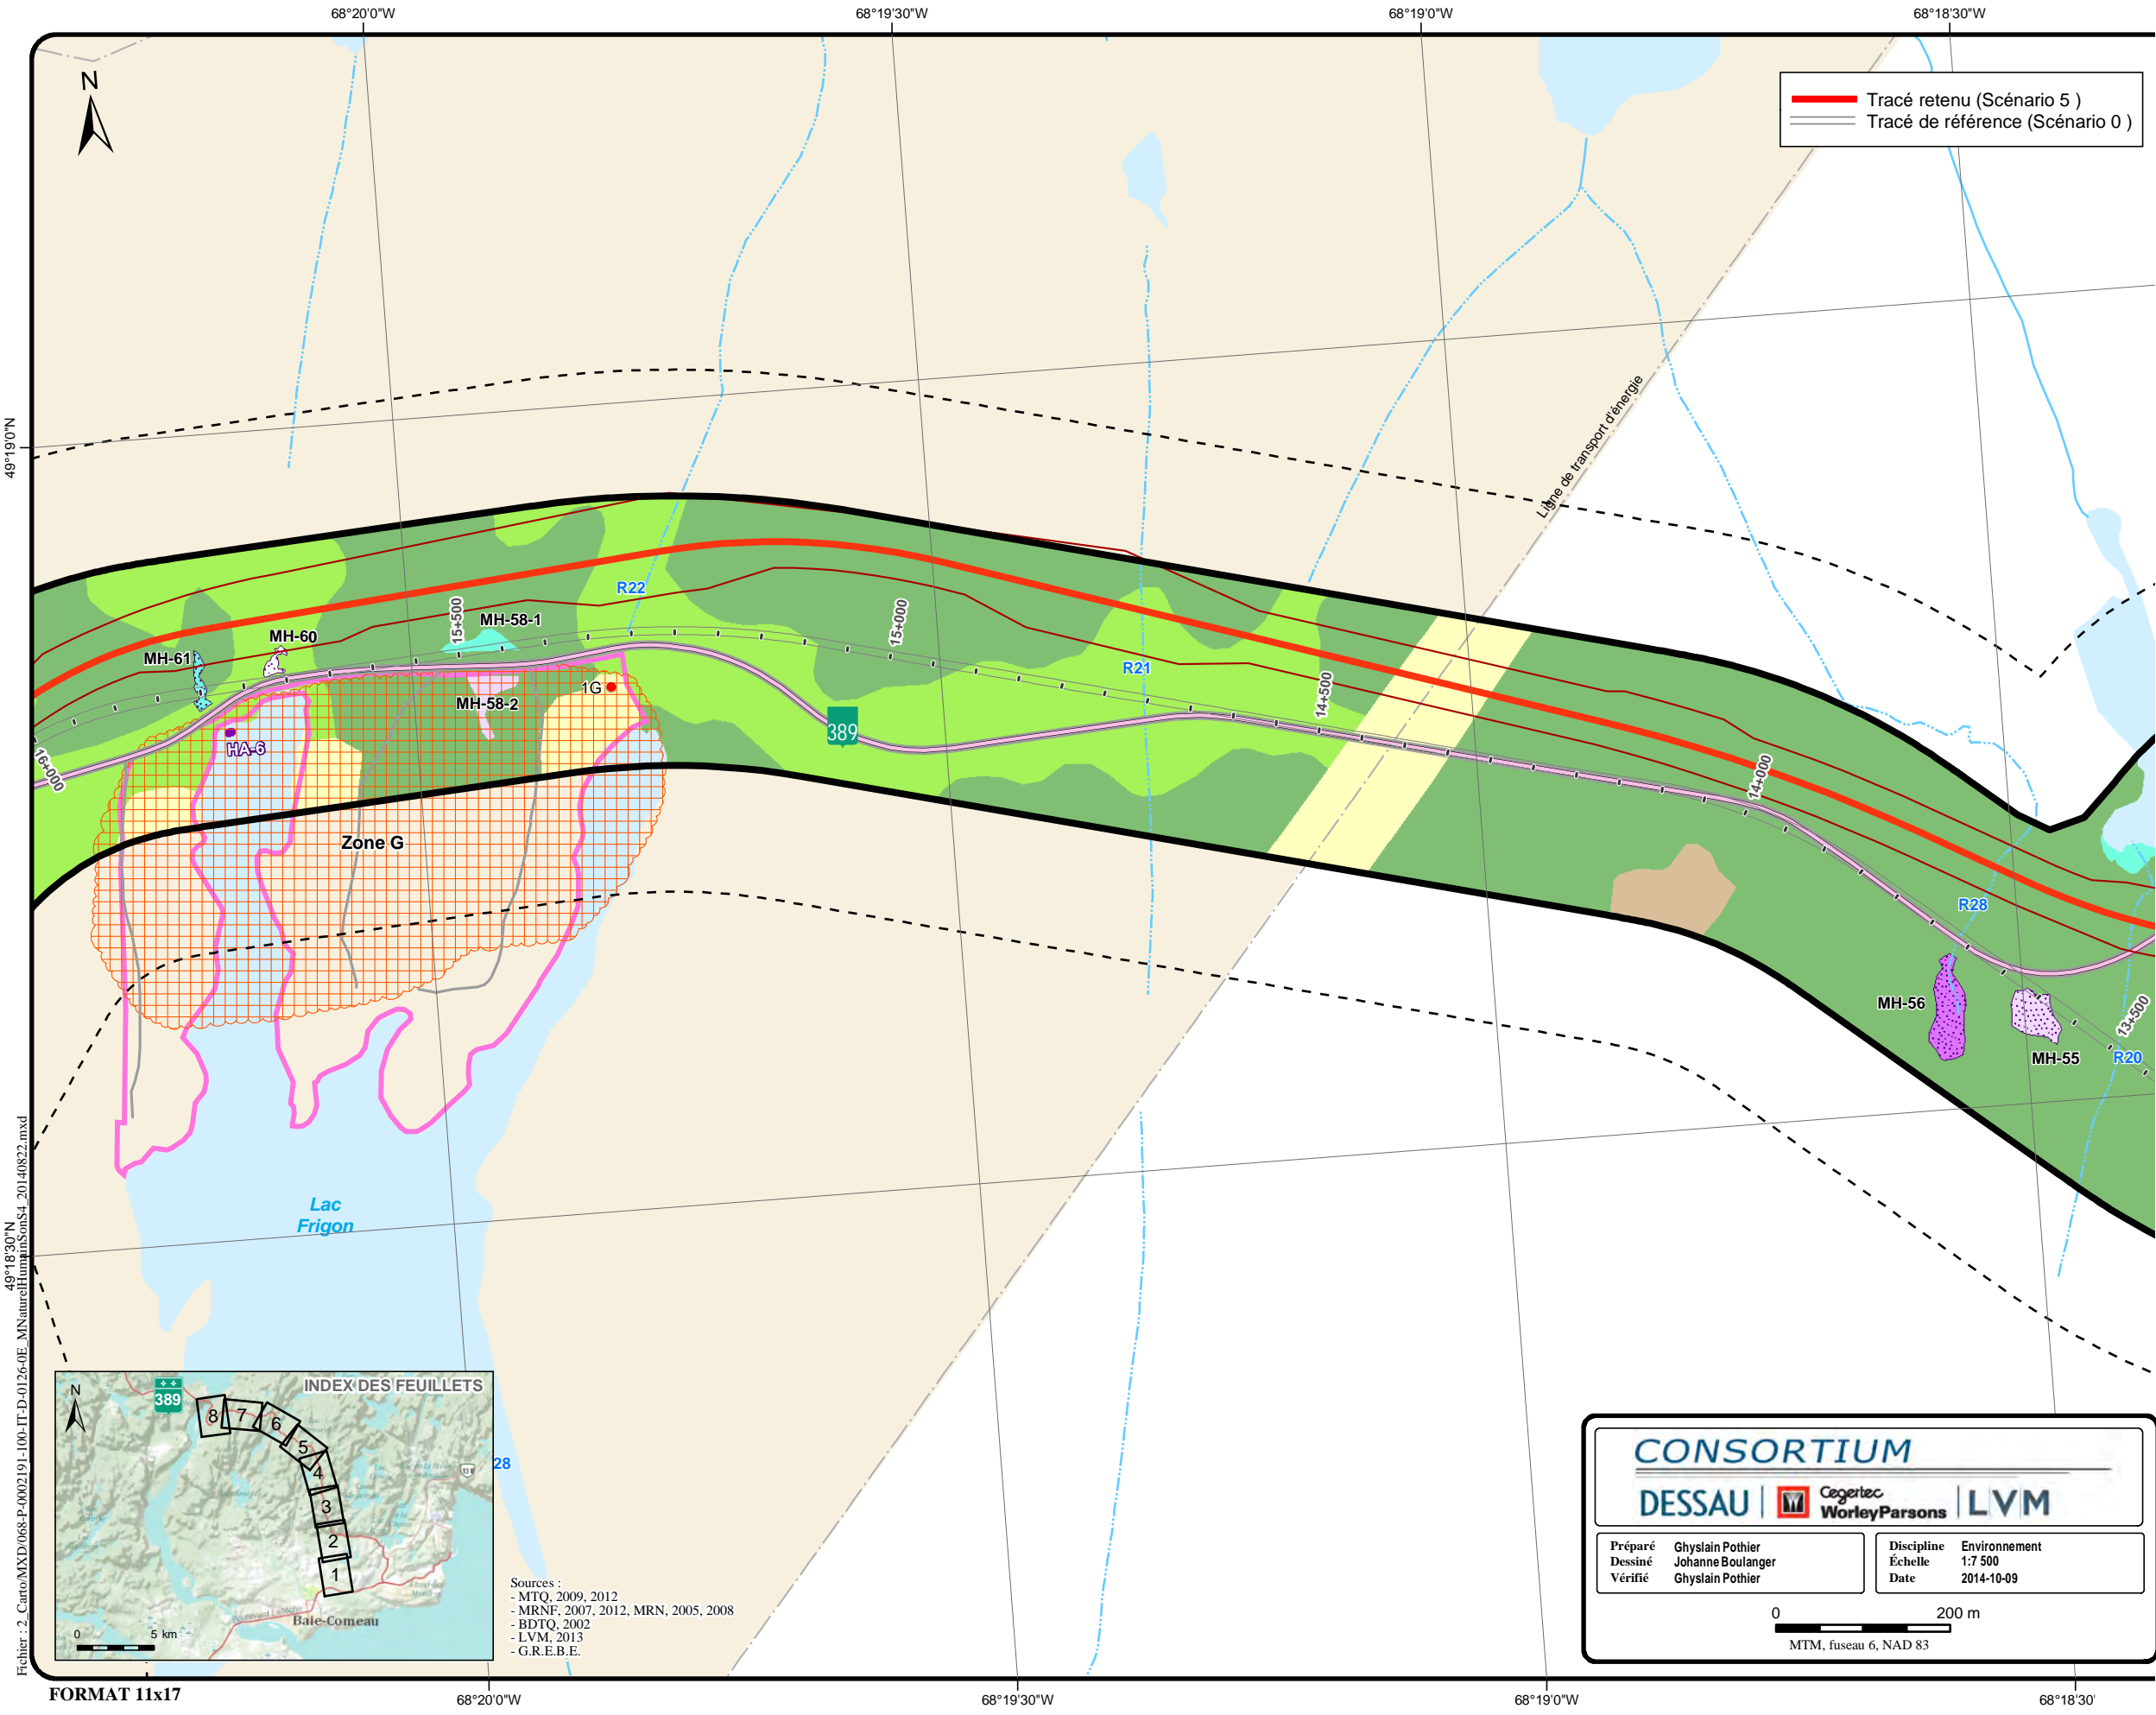 68°20'0"W
68°19'30"W
68°19'0"W
68°18'30"W
N
Tracé retenu (Scénario 5 )
Tracé de référence (Scénario 0 )
49°19'0"N
Ligne de transport d'énergie
R22
15+500
MH-58-1
15+000
MH-60
MH-61
R21
14+500
1G
MH-58-2
389
HA-6
16+000
14+000
Zone G
R28
MH-56
MH-55
13+500
R20
Lac
Frigon
49°18'30"N
Fichier : 2_Carto/MXD/068-P-0002191-100-IT-D-0126-0E_MNaturelHumainSonS4_20140822.mxd
INDEX DES FEUILLETS
N
389
8
7
6
5
4
3
2
1
Boulevard Laflèche
Baie-Comeau
0 5 km
28
Sources :
- MTQ, 2009, 2012
- MRNF, 2007, 2012, MRN, 2005, 2008
- BDTQ, 2002
- LVM, 2013
- G.R.E.B.E.
CONSORTIUM
DESSAU
Cegertec
WorleyParsons
LVM
Préparé Ghyslain Pothier
Dessiné Johanne Boulanger
Vérifié Ghyslain Pothier
Discipline Environnement
Échelle 1:7 500
Date 2014-10-09
0 200 m
MTM, fuseau 6, NAD 83
FORMAT 11x17
68°20'0"W
68°19'30"W
68°19'0"W
68°18'30'